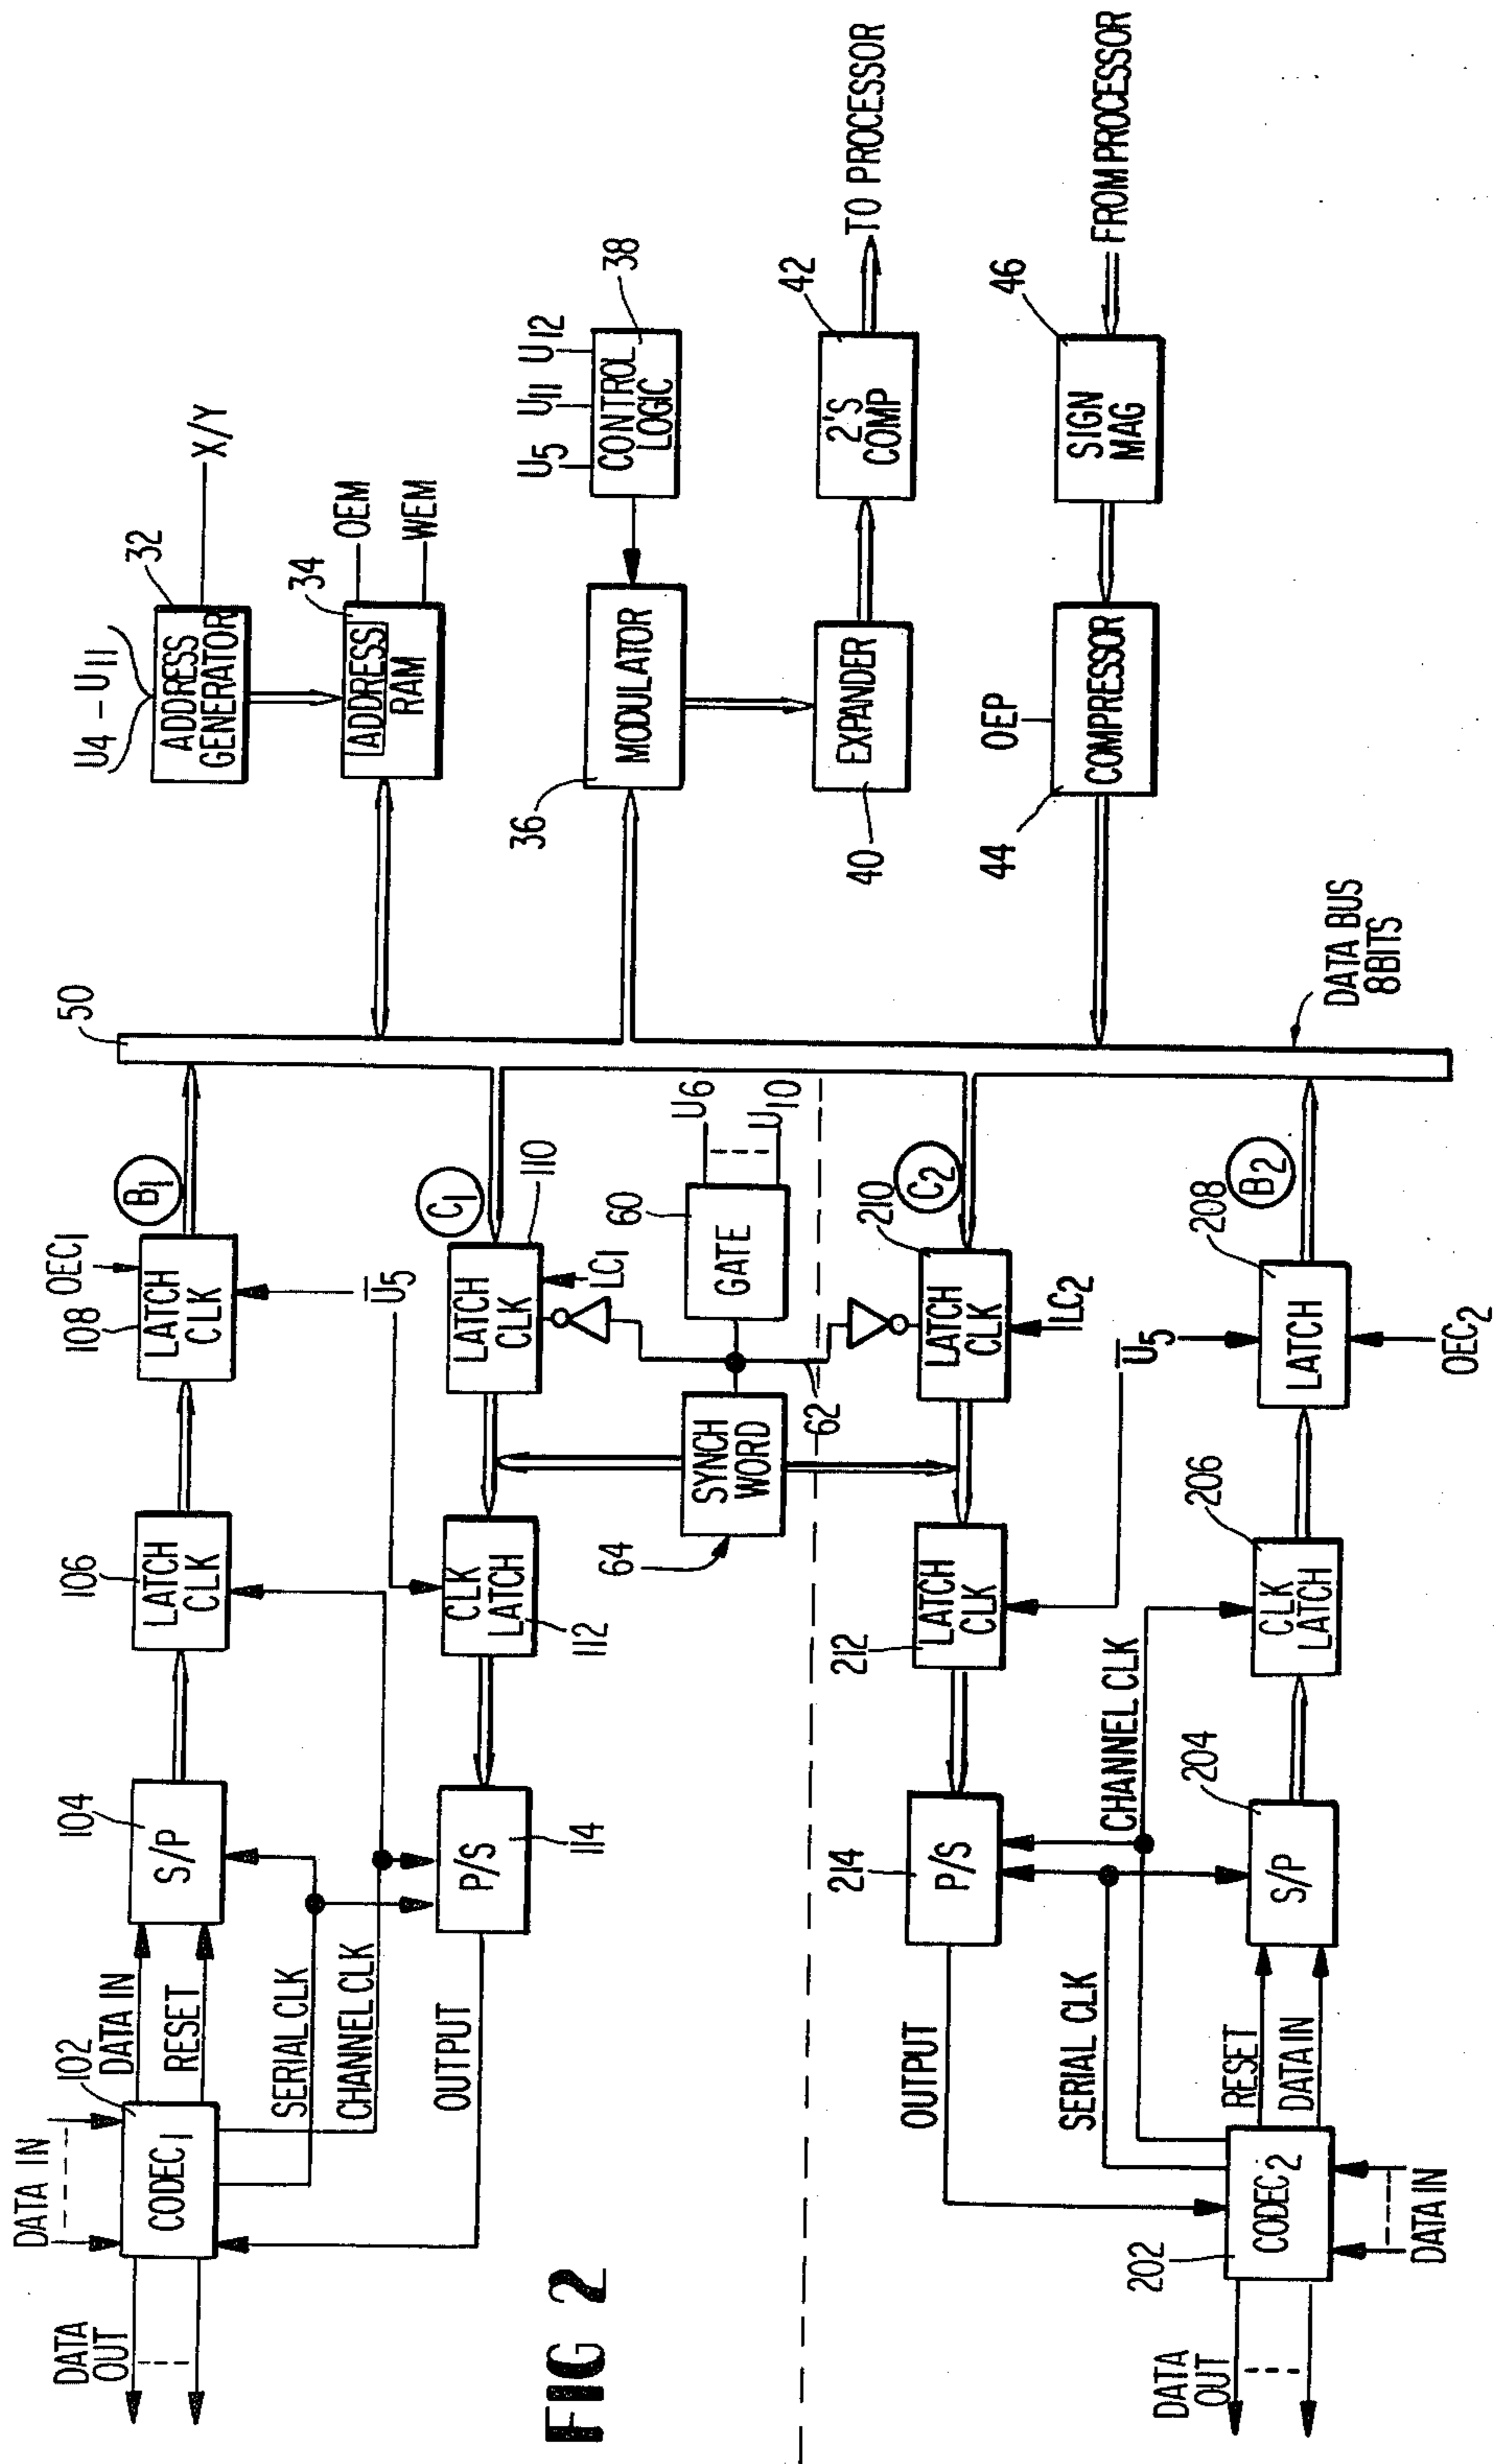 FIG 2
DATA IN
DATA
OUT
CODEC1
102
DATA IN
RESET
SERIAL CLK
CHANNEL CLK
OUTPUT
104
S/P
106
LATCH
CLK
108
LATCH
CLK
OEC1
B1
U̅5
P/S
114
CLK
LATCH
112
LATCH
CLK
110
C1
LC1
SYNCH
WORD
64
GATE
60
U6
U10
62
50
U4 - U11
ADDRESS
GENERATOR
32
X/Y
ADDRESS
RAM
34
OEM
WEM
MODULATOR
36
U5
U11
U12
CONTROL
LOGIC
38
EXPANDER
40
2'S
COMP
42
TO PROCESSOR
OEP
COMPRESSOR
44
SIGN
MAG
46
FROM PROCESSOR
DATA BUS
8BITS
OUTPUT
214
P/S
212
LATCH
CLK
210
LATCH
CLK
C2
LC2
U̅5
SERIAL CLK
CHANNEL CLK
RESET
DATA IN
202
CODEC2
DATA
OUT
DATA IN
204
S/P
206
CLK
LATCH
208
LATCH
B2
OEC2